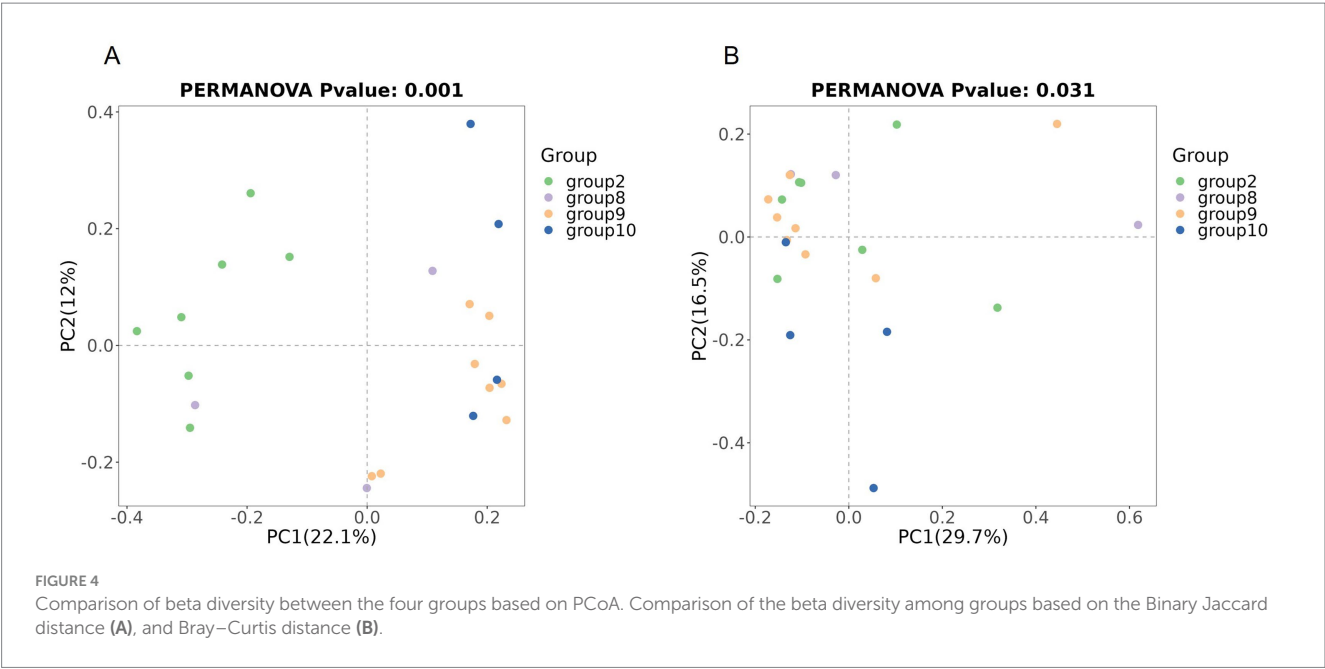 A
PERMANOVA Pvalue: 0.001
0.4
0.2
0.0
-0.2
PC2(12%)
-0.4
-0.2
0.0
0.2
PC1(22.1%)
Group
group2
group8
group9
group10
B
PERMANOVA Pvalue: 0.031
0.2
0.0
-0.2
-0.4
PC2(16.5%)
-0.2
0.0
0.2
0.4
0.6
PC1(29.7%)
Group
group2
group8
group9
group10
FIGURE 4
Comparison of beta diversity between the four groups based on PCoA. Comparison of the beta diversity among groups based on the Binary Jaccard
distance (A), and Bray–Curtis distance (B).